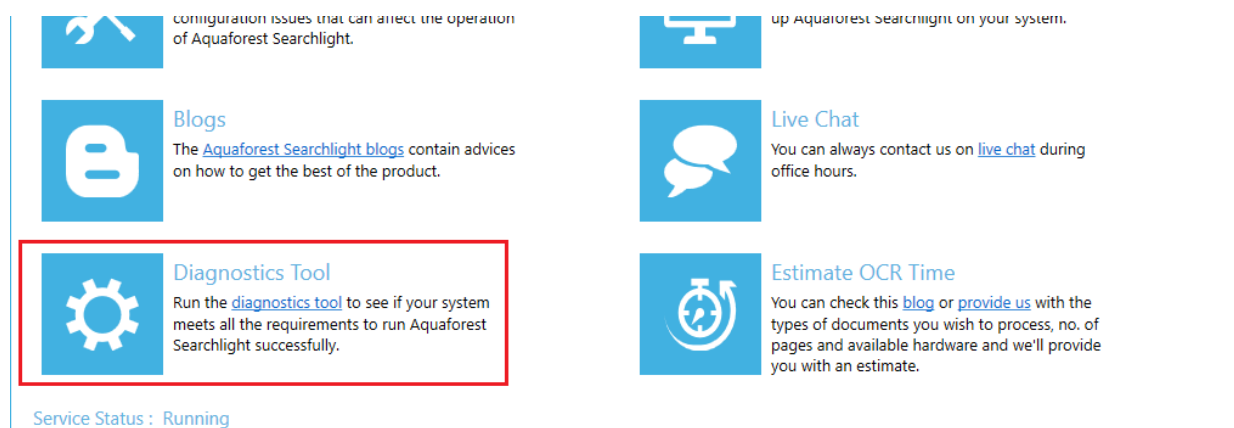 configuration issues that can affect the operation
of Aquaforest Searchlight.
up Aquaforest Searchlight on your system.
Blogs
The Aquaforest Searchlight blogs contain advices
on how to get the best of the product.
Live Chat
You can always contact us on live chat during
office hours.
Diagnostics Tool
Run the diagnostics tool to see if your system
meets all the requirements to run Aquaforest
Searchlight successfully.
Estimate OCR Time
You can check this blog or provide us with the
types of documents you wish to process, no. of
pages and available hardware and we'll provide
you with an estimate.
Service Status : Running